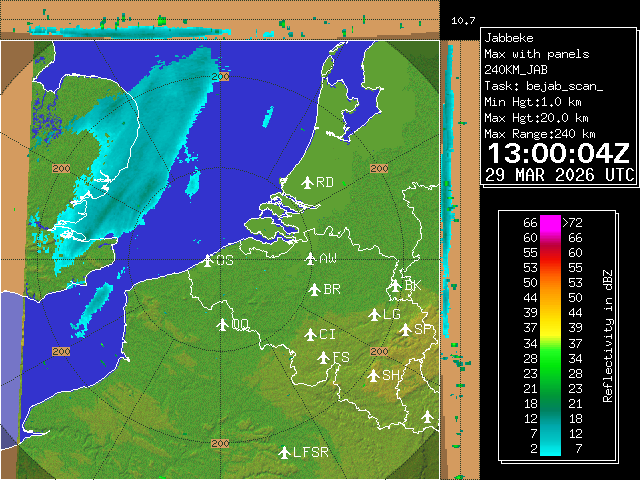 10.7
Jabbeke
Max with panels
240KM_JAB
Task: bejab_scan_
Min Hgt:1.0 km
Max Hgt:20.0 km
Max Range:240 km
13:00:04Z
29 MAR 2026 UTC
200
200
200
RD
OS
AW
BR
BK
LG
QQ
CI
SP
FS
200
200
SH
200
LFSR
66 >72
60 66
55 60
53 55
50 53
44 50
39 44
37 39
34 37
28 34
23 28
21 23
18 21
12 18
7 12
2 7
Reflectivity in dBZ